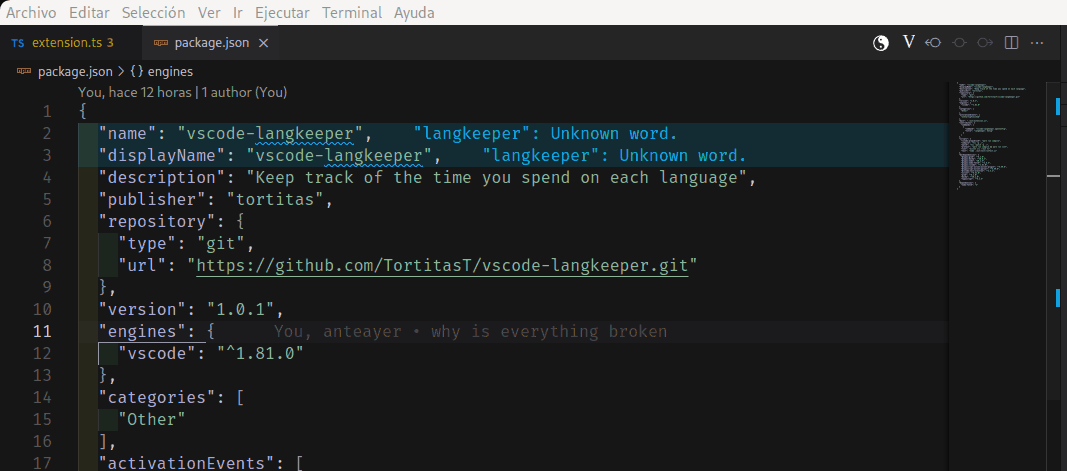 Archivo Editar Selección Ver Ir Ejecutar Terminal Ayuda
TS extension.ts 3 package.json
package.json > {} engines
You, hace 12 horas | 1 author (You)
1 {
2 "name": "vscode-langkeeper", "langkeeper": Unknown word.
3 "displayName": "vscode-langkeeper", "langkeeper": Unknown word.
4 "description": "Keep track of the time you spend on each language",
5 "publisher": "tortitas",
6 "repository": {
7 "type": "git",
8 "url": "https://github.com/TortitasT/vscode-langkeeper.git"
9 },
10 "version": "1.0.1",
11 "engines": { You, anteayer • why is everything broken
12 "vscode": "^1.81.0"
13 },
14 "categories": [
15 "Other"
16 ],
17 "activationEvents": [